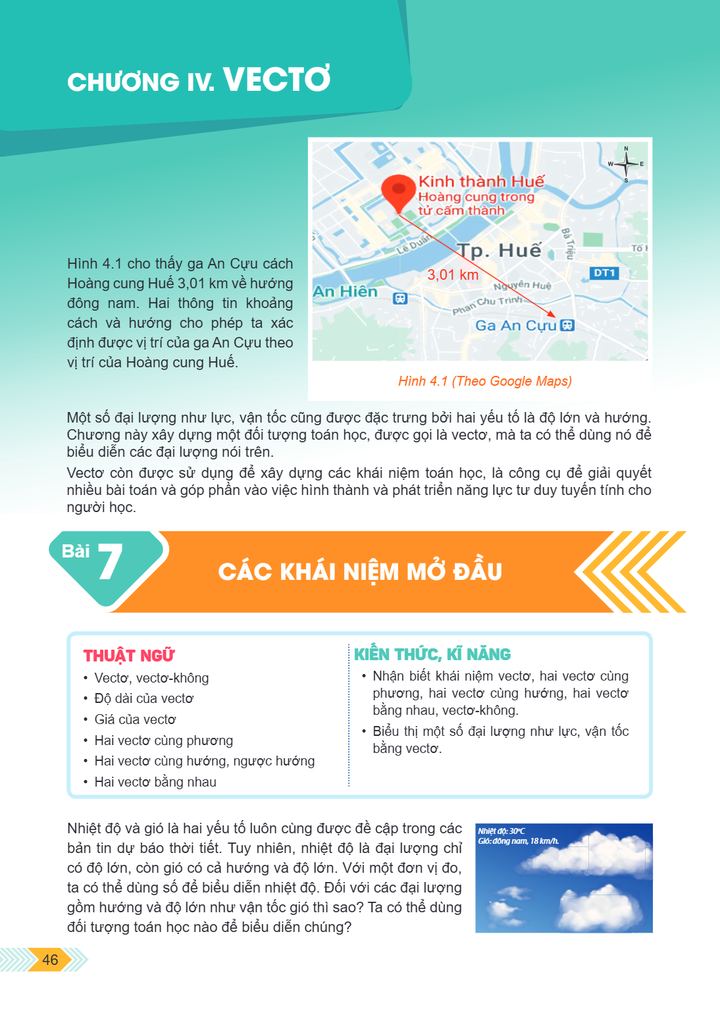 CHƯƠNG IV. VECTƠ
N
W E
S
Kinh thành Huế
Hoàng cung trong
tử cấm thành
Lê Duẩn
Tp. Huế
Bà Triệu
3,01 km
DT1
An Hiên
Nguyễn Huệ
Phan Chu Trinh
Ga An Cựu
Hình 4.1 (Theo Google Maps)
Hình 4.1 cho thấy ga An Cựu cách
Hoàng cung Huế 3,01 km về hướng
đông nam. Hai thông tin khoảng
cách và hướng cho phép ta xác
định được vị trí của ga An Cựu theo
vị trí của Hoàng cung Huế.
Một số đại lượng như lực, vận tốc cũng được đặc trưng bởi hai yếu tố là độ lớn và hướng.
Chương này xây dựng một đối tượng toán học, được gọi là vectơ, mà ta có thể dùng nó để
biểu diễn các đại lượng nói trên.
Vectơ còn được sử dụng để xây dựng các khái niệm toán học, là công cụ để giải quyết
nhiều bài toán và góp phần vào việc hình thành và phát triển năng lực tư duy tuyến tính cho
người học.
Bài 7
CÁC KHÁI NIỆM MỞ ĐẦU
THUẬT NGỮ
• Vectơ, vectơ-không
• Độ dài của vectơ
• Giá của vectơ
• Hai vectơ cùng phương
• Hai vectơ cùng hướng, ngược hướng
• Hai vectơ bằng nhau
KIẾN THỨC, KĨ NĂNG
• Nhận biết khái niệm vectơ, hai vectơ cùng
phương, hai vectơ cùng hướng, hai vectơ
bằng nhau, vectơ-không.
• Biểu thị một số đại lượng như lực, vận tốc
bằng vectơ.
Nhiệt độ và gió là hai yếu tố luôn cùng được đề cập trong các
bản tin dự báo thời tiết. Tuy nhiên, nhiệt độ là đại lượng chỉ
có độ lớn, còn gió có cả hướng và độ lớn. Với một đơn vị đo,
ta có thể dùng số để biểu diễn nhiệt độ. Đối với các đại lượng
gồm hướng và độ lớn như vận tốc gió thì sao? Ta có thể dùng
đối tượng toán học nào để biểu diễn chúng?
Nhiệt độ: 30ºC
Gió: đông nam, 18 km/h.
46